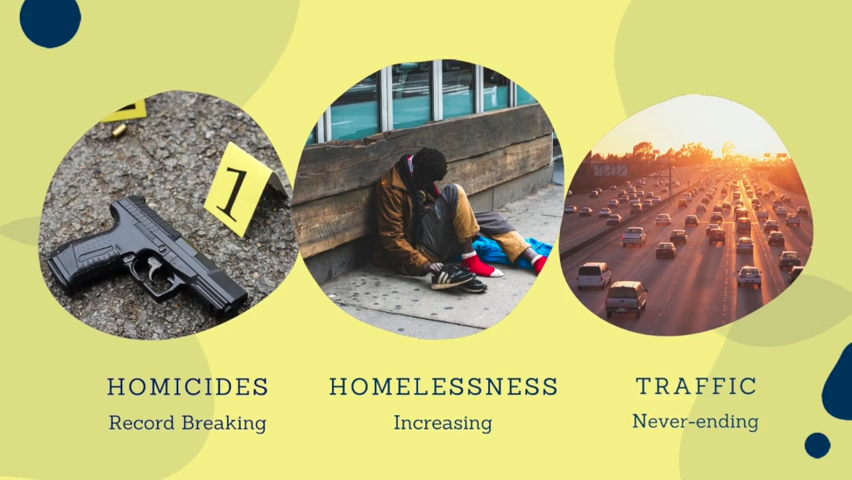 1
HOMICIDES
Record Breaking
HOMELESSNESS
Increasing
TRAFFIC
Never-ending